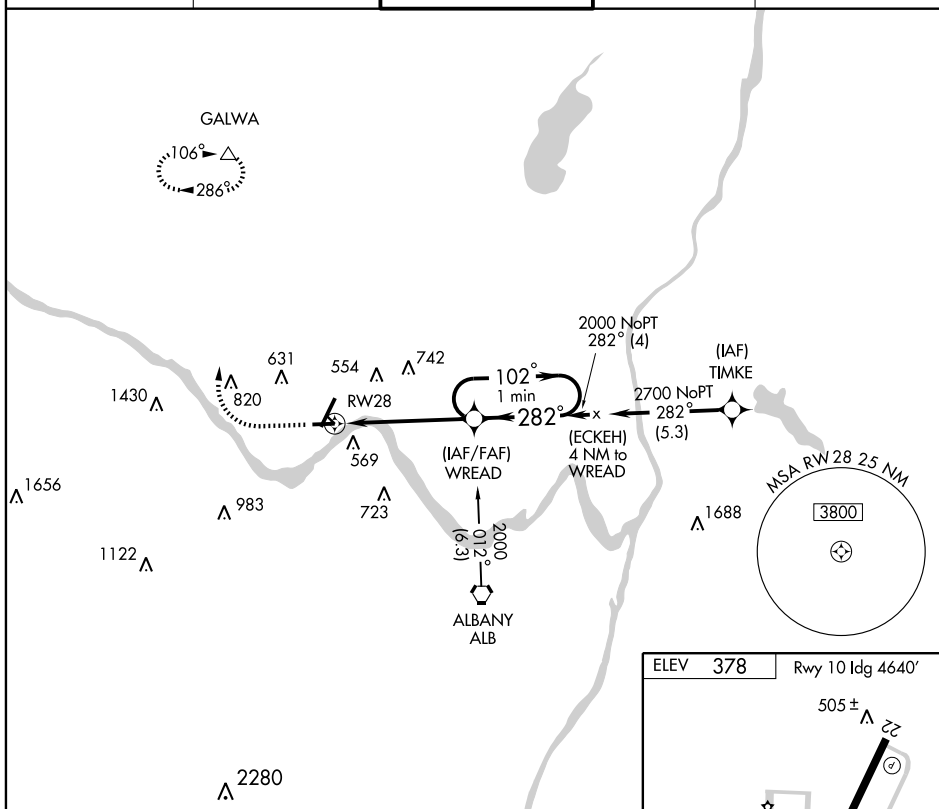 GALWA
106°
286°
2000 NoPT
282° (4)
(IAF)
TIMKE
631
554
742
102°
1 min
282°
2700 NoPT
282°
(5.3)
1430
820
RW28
569
(IAF/FAF)
WREAD
(ECKEH)
4 NM to
WREAD
MSA RW 28 25 NM
3800
1656
983
723
1688
1122
2000
012°
(6.3)
ALBANY
ALB
ELEV 378
Rwy 10 ldg 4640'
505 ±
22
P
2280